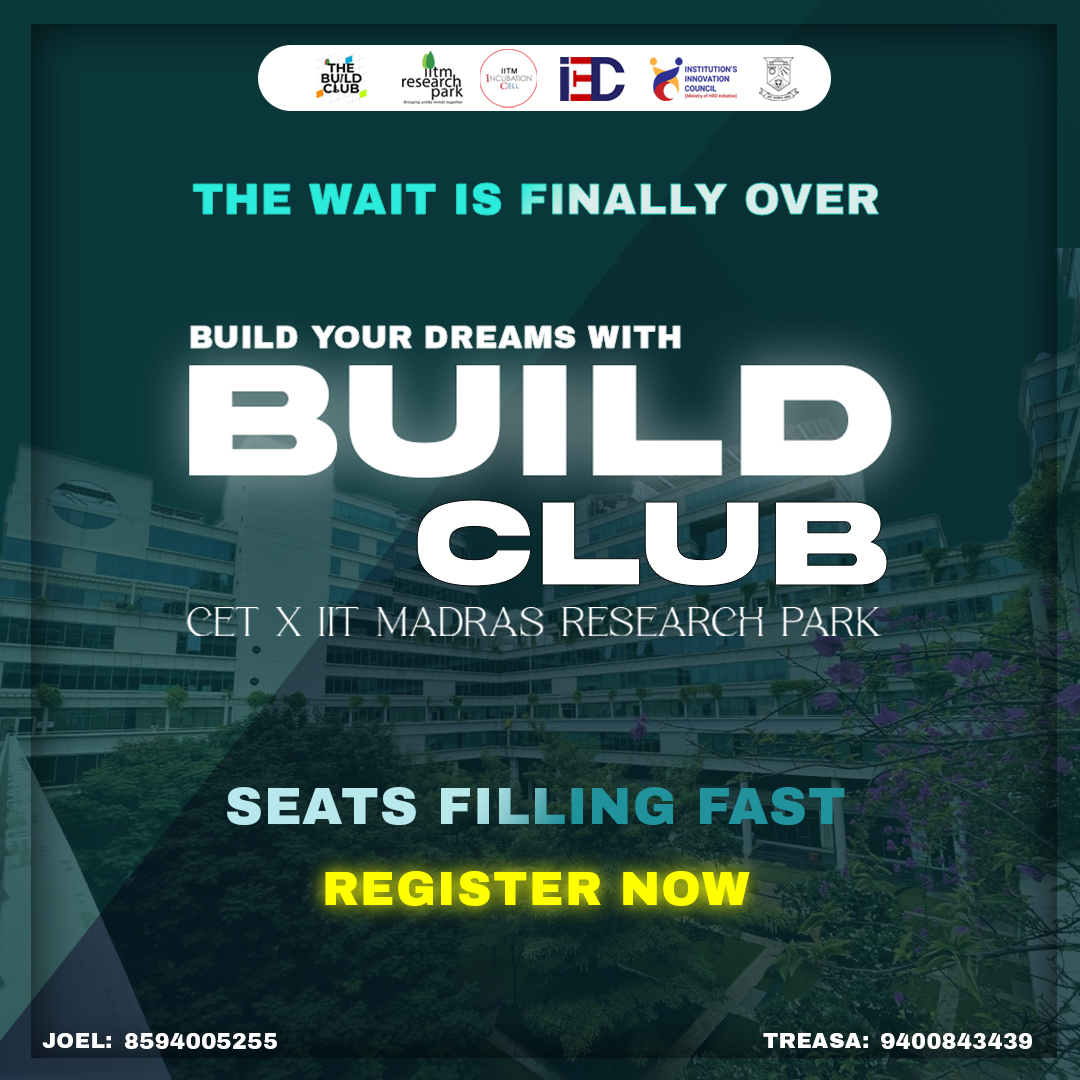 THE
BUILD
CLUB
iitm
research
park
Bringing unlike minds together
IITM
INCUBATION
CELL
iEDC
INSTITUTION'S
INNOVATION
COUNCIL
(Ministry of HRD Initiative)
THE WAIT IS FINALLY OVER
BUILD YOUR DREAMS WITH
BUILD
CLUB
CET X IIT MADRAS RESEARCH PARK
SEATS FILLING FAST
REGISTER NOW
JOEL: 8594005255
TREASA: 9400843439